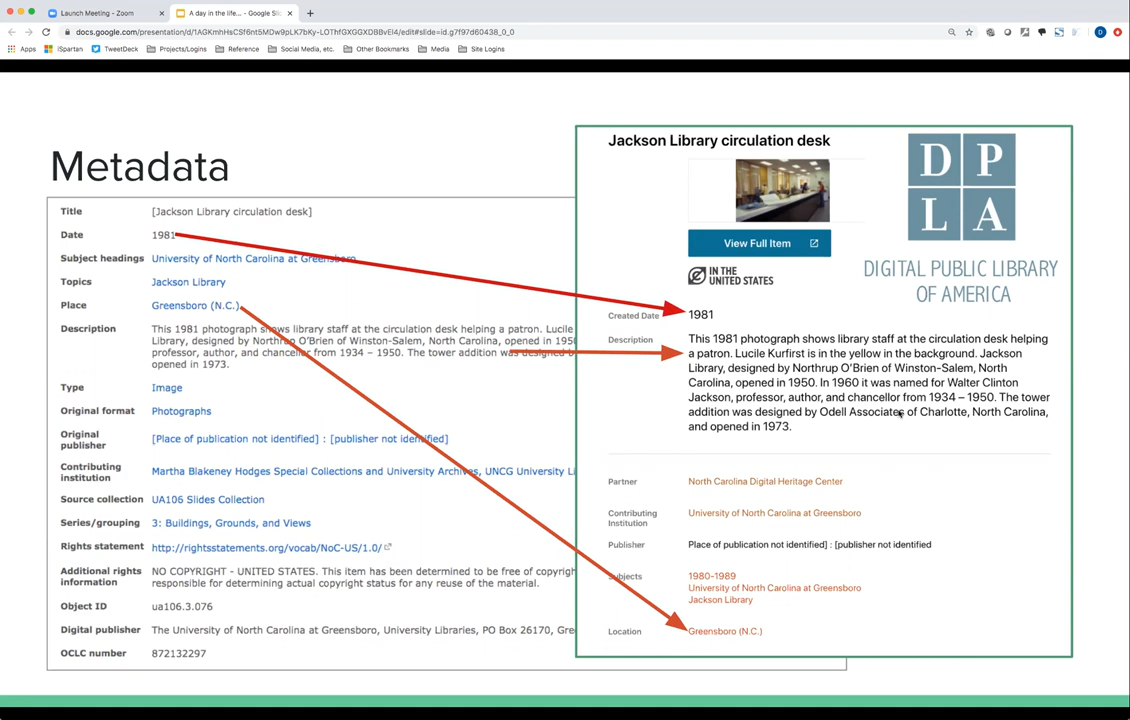 Launch Meeting - Zoom
A day in the life... - Google Sli
docs.google.com/presentation/d/
Apps
iSpartan
TweetDeck
Projects/Logins
Reference
Social Media, etc.
Other Bookmarks
Media
Site Logins
Metadata
Title [Jackson Library circulation desk]
Date 1981
Subject headings University of North Carolina at Greensboro
Topics Jackson Library
Place Greensboro (N.C.)
Description This 1981 photograph shows library staff at the circulation desk helping a patron. Lucile
Library, designed by Northrup O'Brien of Winston-Salem, North Carolina, opened in 1950
professor, author, and chancellor from 1934 – 1950. The tower addition was designed b
opened in 1973.
Type Image
Original format Photographs
Original
publisher [Place of publication not identified] : [publisher not identified]
Contributing
institution Martha Blakeney Hodges Special Collections and University Archives, UNCG University Li
Source collection UA106 Slides Collection
Series/grouping 3: Buildings, Grounds, and Views
Rights statement http://rightsstatements.org/vocab/NoC-US/1.0/
Additional rights NO COPYRIGHT - UNITED STATES. This item has been determined to be free of copyrigh
information responsible for determining actual copyright status for any reuse of the material.
Object ID ua106.3.076
Digital publisher The University of North Carolina at Greensboro, University Libraries, PO Box 26170, Gre
OCLC number 872132297
Jackson Library circulation desk
View Full Item
IN THE
UNITED STATES
D P
L A
DIGITAL PUBLIC LIBRARY
OF AMERICA
Created Date 1981
Description This 1981 photograph shows library staff at the circulation desk helping
a patron. Lucile Kurfirst is in the yellow in the background. Jackson
Library, designed by Northrup O'Brien of Winston-Salem, North
Carolina, opened in 1950. In 1960 it was named for Walter Clinton
Jackson, professor, author, and chancellor from 1934 – 1950. The tower
addition was designed by Odell Associates of Charlotte, North Carolina,
and opened in 1973.
Partner North Carolina Digital Heritage Center
Contributing
Institution University of North Carolina at Greensboro
Publisher Place of publication not identified] : [publisher not identified
Subjects 1980-1989
University of North Carolina at Greensboro
Jackson Library
Location Greensboro (N.C.)